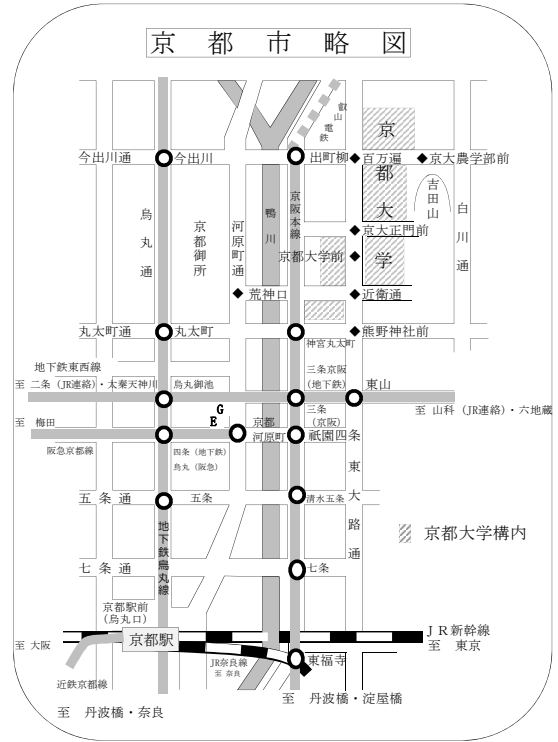 京都市略図
叡山
電鉄
今出川通
今出川
出町柳
百万遍
京大農学部前
京都大学
吉田山
白川通
烏丸通
京都御所
河原町通
鴨川
京阪本線
京大正門前
京都大学前
荒神口
近衛通
丸太町通
丸太町
熊野神社前
神宮丸太町
地下鉄東西線
至 二条（JR連絡）・太秦天神川
烏丸御池
三条京阪
（地下鉄）
東山
至 山科（JR連絡）・六地蔵
三条
（京阪）
至 梅田
G
E
京都
河原町
祇園四条
阪急京都線
四条（地下鉄）
烏丸（阪急）
東大路通
五条通
五条
清水五条
地下鉄烏丸線
京都大学構内
七条通
七条
京都駅前
（烏丸口）
京都駅
JR新幹線
至 東京
至 大阪
JR奈良線
至 奈良
東福寺
近鉄京都線
至 丹波橋・淀屋橋
至 丹波橋・奈良